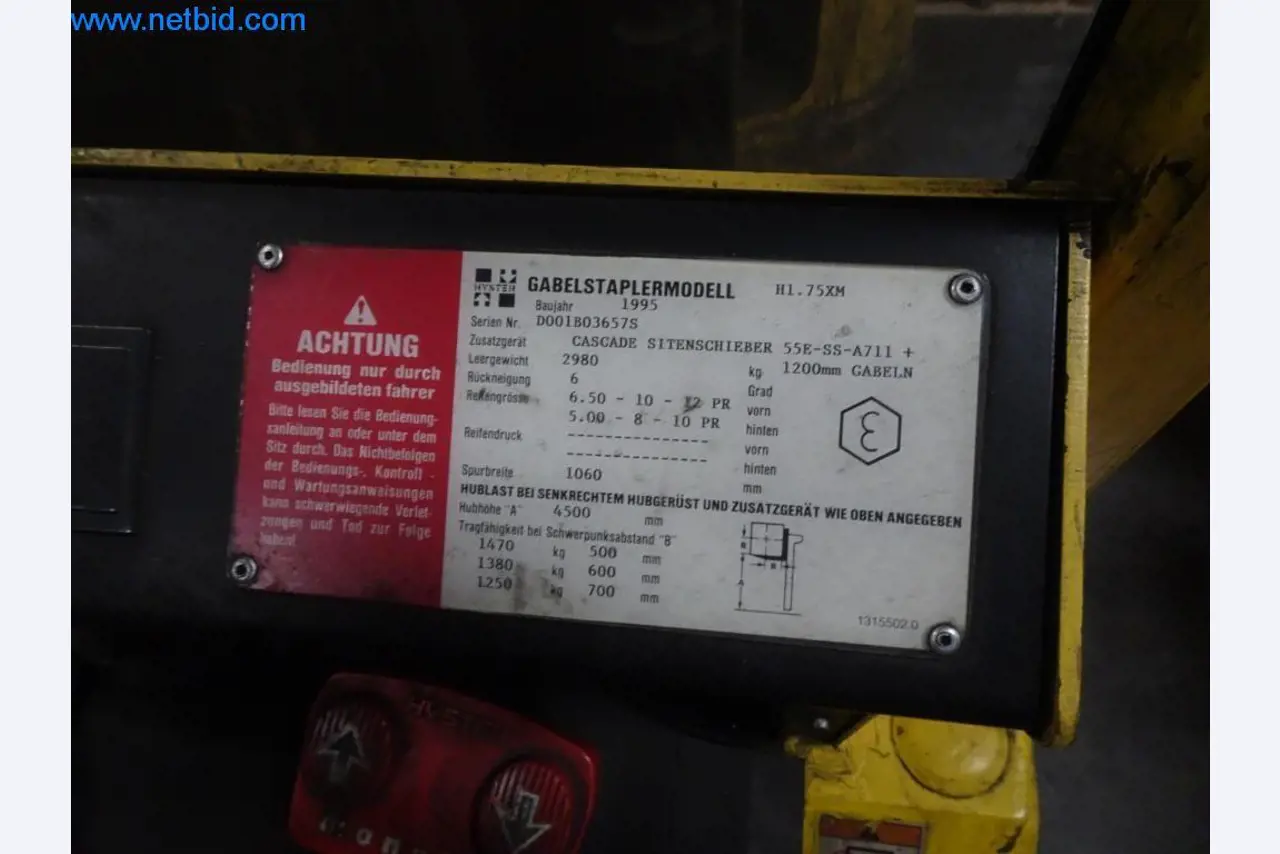 www.netbid.com
HYSTER
GABELSTAPLERMODELL H1.75XM
Baujahr 1995
Serien Nr. D001B03657S
Zusatzgerät CASCADE SITENSCHIEBER 55E-SS-A711 +
Leergewicht 2980 kg 1200mm GABELN
Rückneigung 6 Grad
Reifengrösse 6.50 - 10 - 12 PR vorn
5.00 - 8 - 10 PR hinten
Reifendruck -------------- vorn
-------------- hinten
Spurbreite 1060 mm
HUBLAST BEI SENKRECHTEM HUBGERÜST UND ZUSATZGERÄT WIE OBEN ANGEGEBEN
Hubhöhe "A" 4500 mm
Tragfähigkeit bei Schwerpunksabstand "B"
1470 kg 500 mm
1380 kg 600 mm
1250 kg 700 mm
B
B
A
1315502 0
ACHTUNG
Bedienung nur durch
ausgebildeten fahrer
Bitte lesen Sie die Bedienung-
sanleitung an oder unter dem
Sitz durch. Das Nichtbefolgen
der Bedienungs-, Kontroll -
und Wartungsanweisungen
kann schwerwiegende Verlet-
zungen und Tod zur Folge
haben!